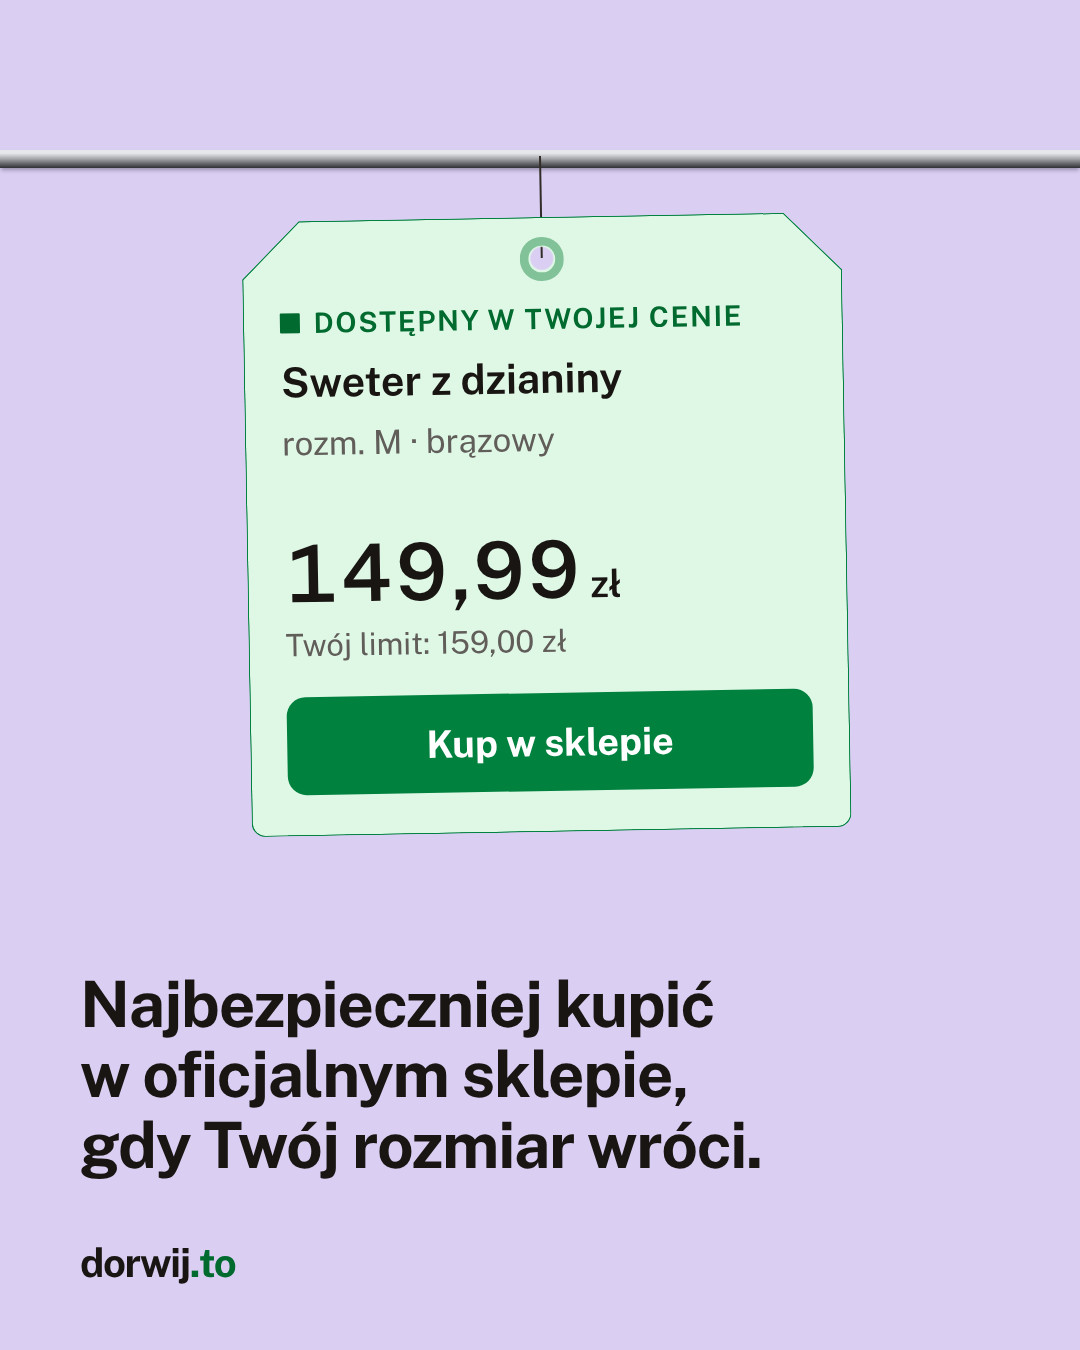 DOSTĘPNY W TWOJEJ CENIE
Sweter z dzianiny
rozm. M · brązowy
149,99 zł
Twój limit: 159,00 zł
Kup w sklepie
Najbezpieczniej kupić
w oficjalnym sklepie,
gdy Twój rozmiar wróci.
dorwij.to